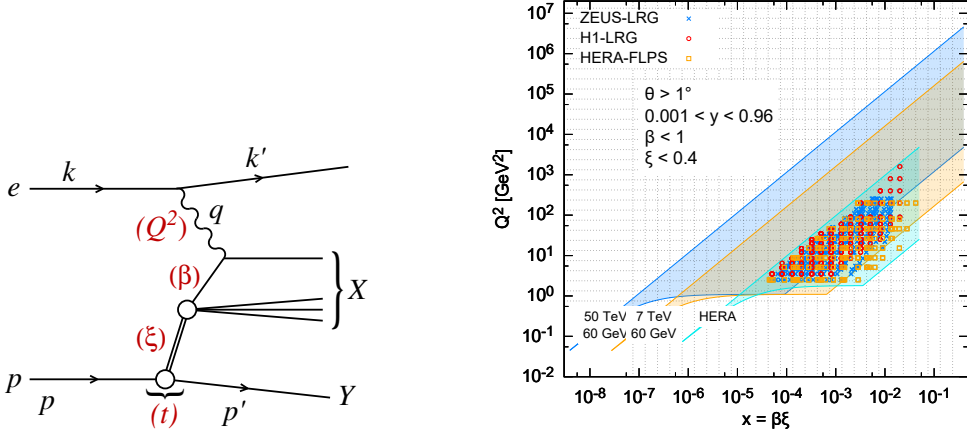 e
k
k'
(Q²)
q
(β)
X
(ξ)
p
p
(t)
p'
Y
ZEUS-LRG
H1-LRG
HERA-FLPS
θ > 1°
0.001 < y < 0.96
β < 1
ξ < 0.4
Q² [GeV²]
10⁷
10⁶
10⁵
10⁴
10³
10²
10¹
10⁰
10⁻¹
10⁻²
50 TeV 7 TeV HERA
60 GeV 60 GeV
10⁻⁸ 10⁻⁷ 10⁻⁶ 10⁻⁵ 10⁻⁴ 10⁻³ 10⁻² 10⁻¹
x = βξ